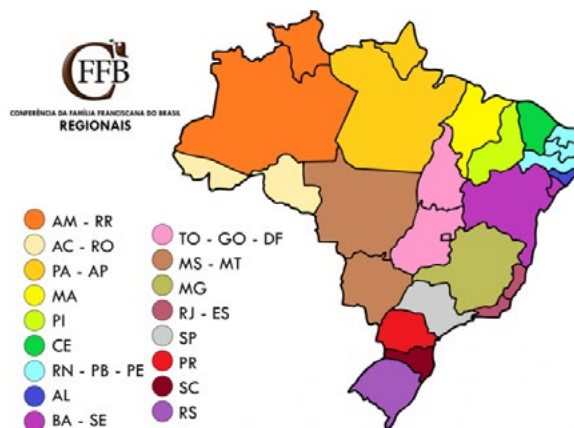 CFFB
CONFERÊNCIA DA FAMÍLIA FRANCISCANA DO BRASIL
REGIONAIS
AM - RR
AC - RO
PA - AP
MA
PI
CE
RN - PB - PE
AL
BA - SE
TO - GO - DF
MS - MT
MG
RJ - ES
SP
PR
SC
RS